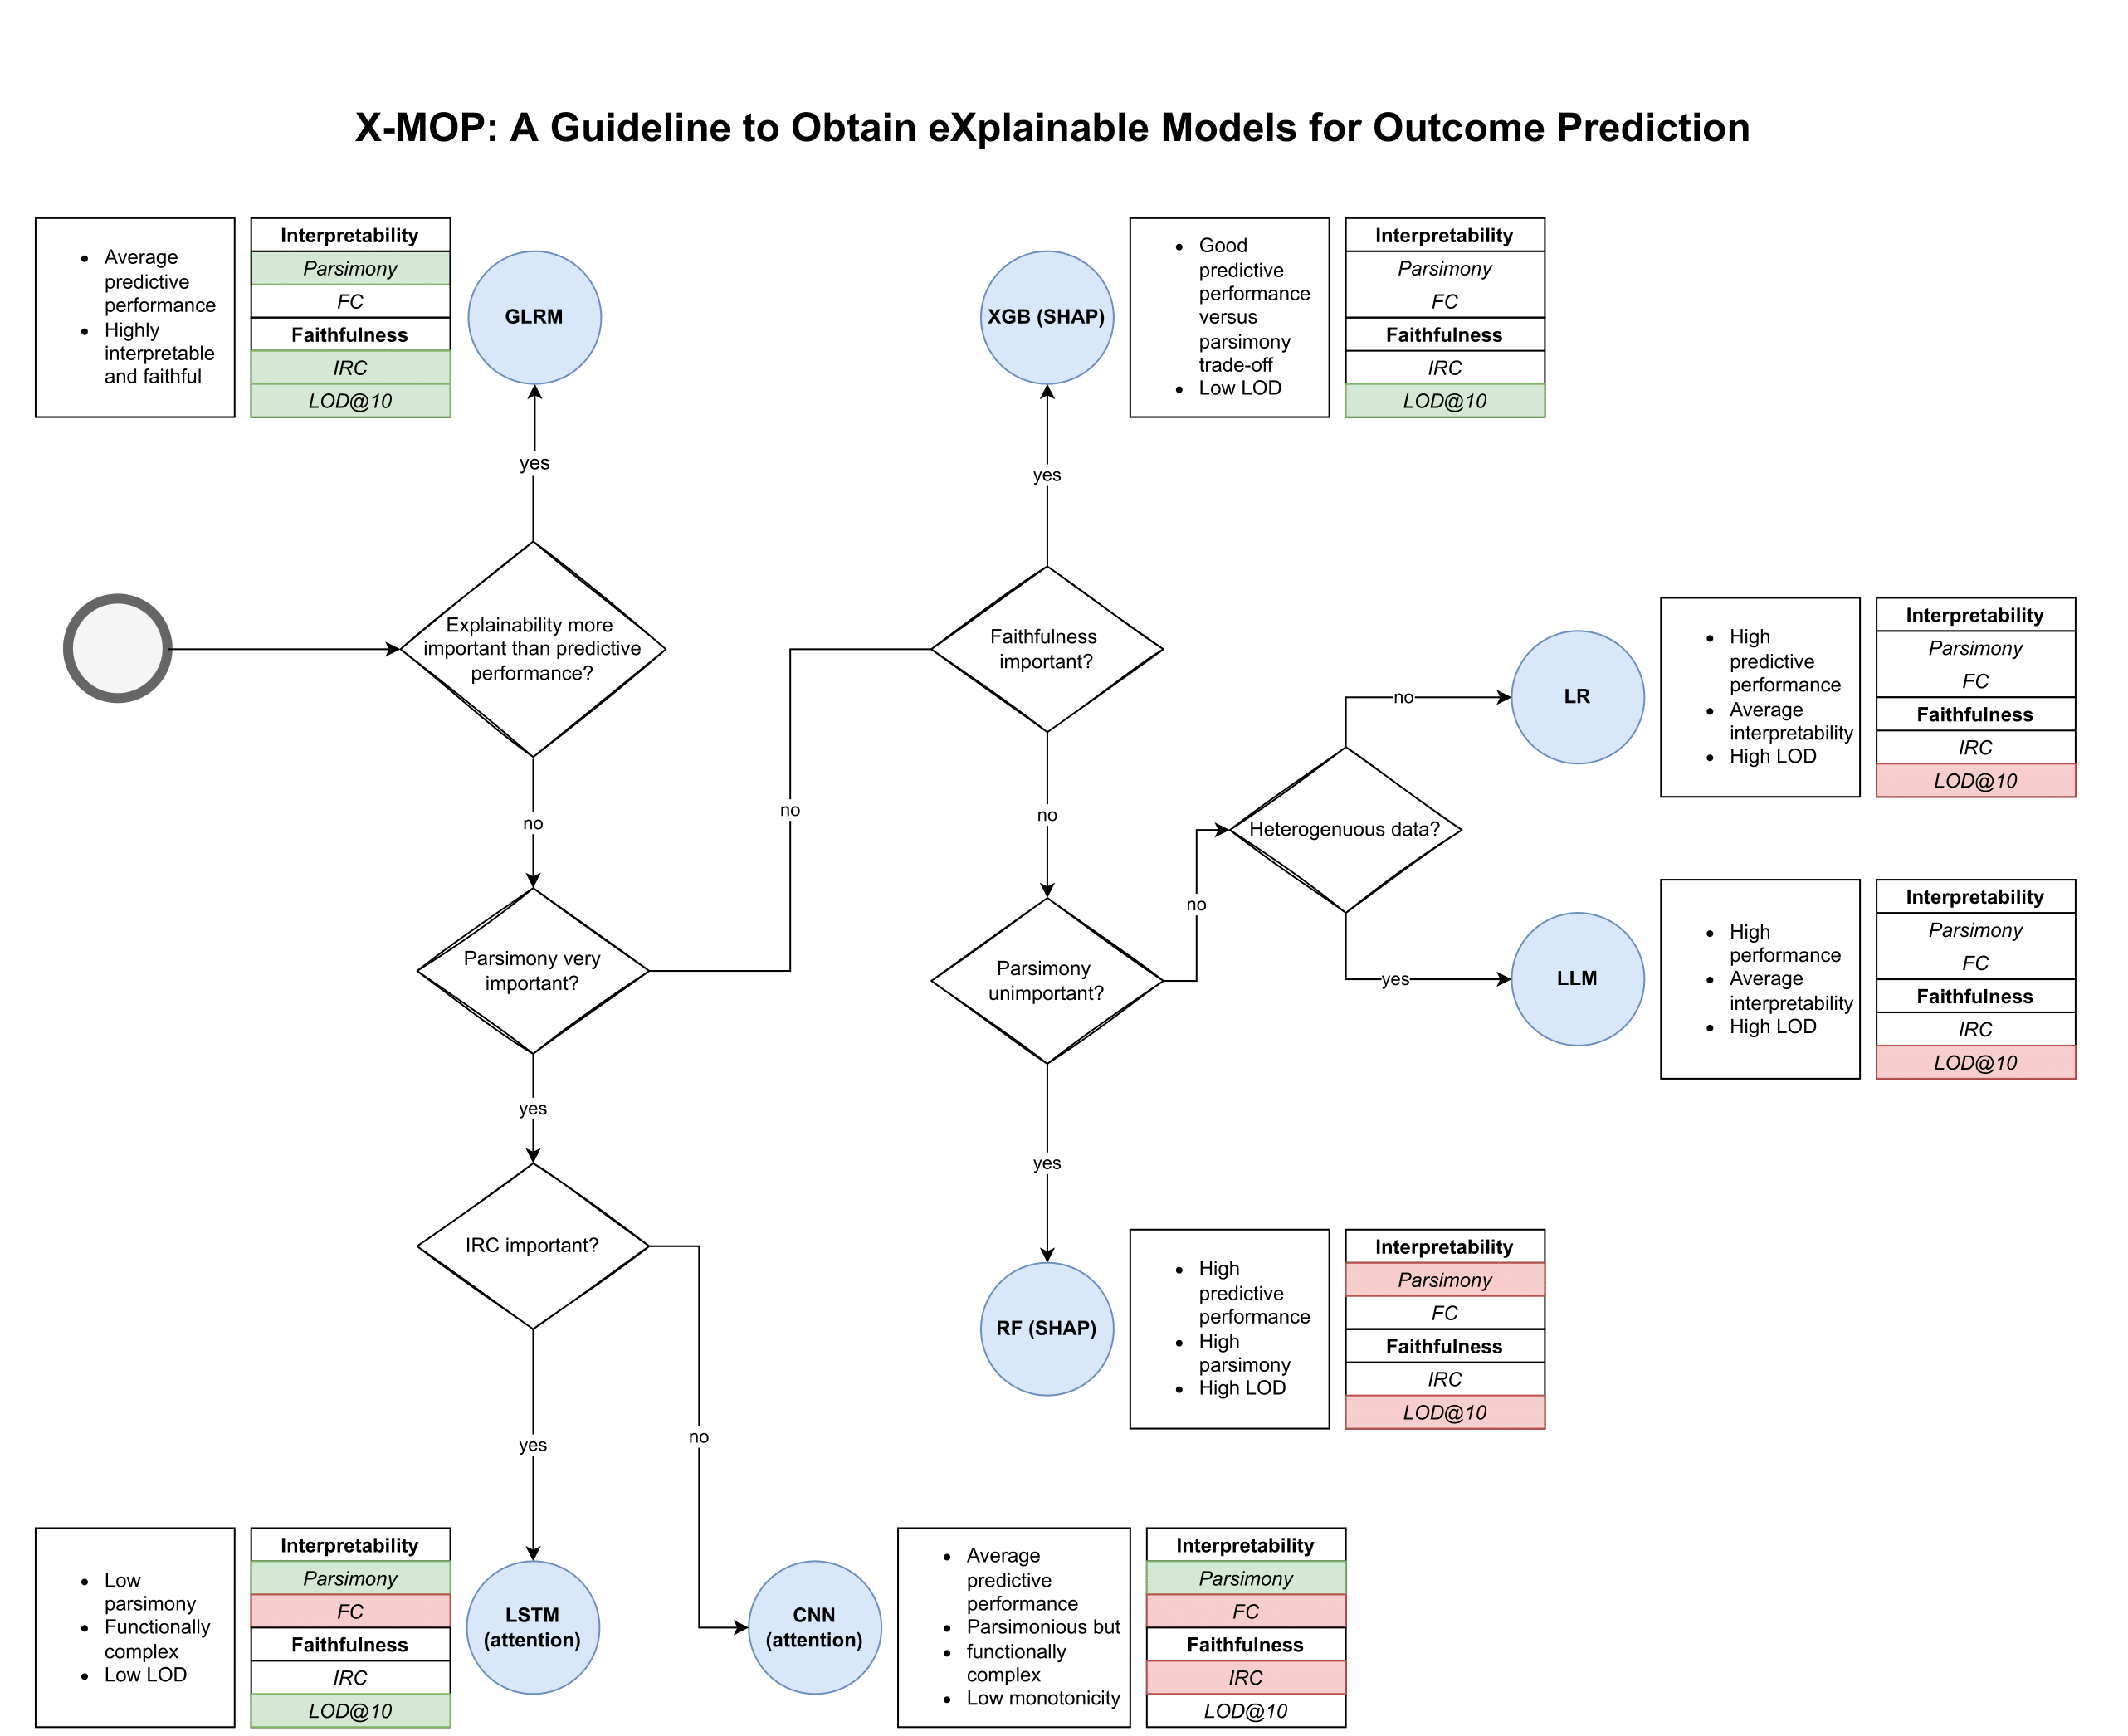 X-MOP: A Guideline to Obtain eXplainable Models for Outcome Prediction
• Average
predictive
performance
• Highly
interpretable
and faithful
Interpretability
Parsimony
FC
Faithfulness
IRC
LOD@10
GLRM
XGB (SHAP)
• Good
predictive
performance
versus
parsimony
trade-off
• Low LOD
Interpretability
Parsimony
FC
Faithfulness
IRC
LOD@10
yes
yes
Explainability more
important than predictive
performance?
Faithfulness
important?
no
no
no
Heterogenuous data?
no
LR
• High
predictive
performance
• Average
interpretability
• High LOD
Interpretability
Parsimony
FC
Faithfulness
IRC
LOD@10
no
yes
LLM
• High
performance
• Average
interpretability
• High LOD
Interpretability
Parsimony
FC
Faithfulness
IRC
LOD@10
Parsimony very
important?
Parsimony
unimportant?
yes
yes
IRC important?
RF (SHAP)
• High
predictive
performance
• High
parsimony
• High LOD
Interpretability
Parsimony
FC
Faithfulness
IRC
LOD@10
yes
no
• Low
parsimony
• Functionally
complex
• Low LOD
Interpretability
Parsimony
FC
Faithfulness
IRC
LOD@10
LSTM
(attention)
CNN
(attention)
• Average
predictive
performance
• Parsimonious but
• functionally
complex
• Low monotonicity
Interpretability
Parsimony
FC
Faithfulness
IRC
LOD@10